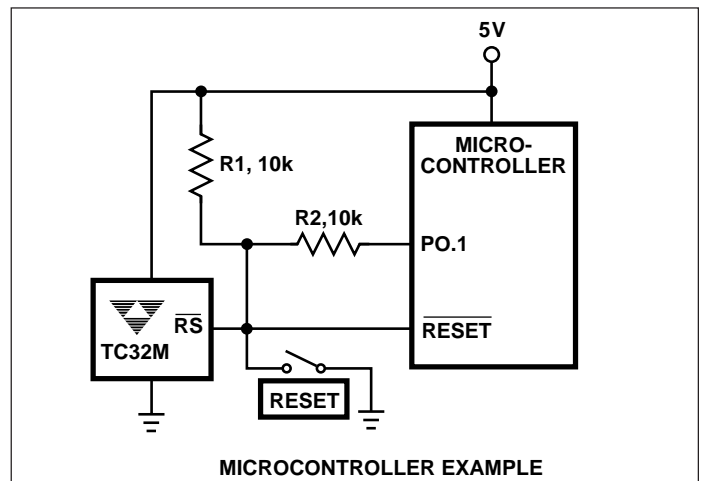 5V
MICRO-
CONTROLLER
R1, 10k
R2,10k
PO.1
RS
TC32M
RESET
RESET
MICROCONTROLLER EXAMPLE